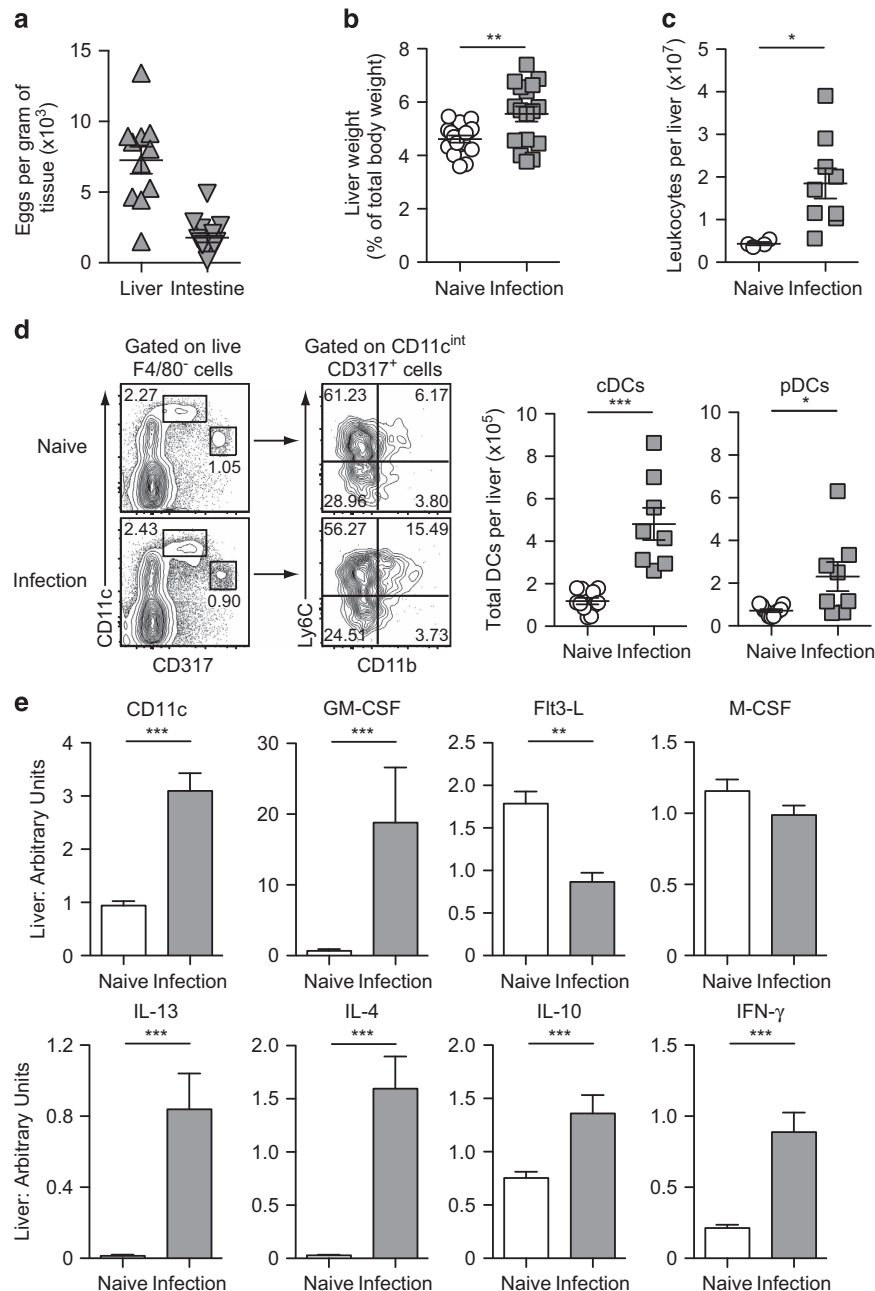 a
Eggs per gram of
tissue (x10³)
15
10
5
0
Liver Intestine
b
**
Liver weight
(% of total body weight)
8
6
4
2
0
Naive Infection
c
*
Leukocytes per liver (x10⁷)
5
4
3
2
1
0
Naive Infection
d
Gated on live
F4/80⁻ cells
Gated on CD11cⁱⁿᵗ
CD317⁺ cells
Naive
2.27
1.05
61.23 6.17
28.96 3.80
Infection
2.43
0.90
56.27 15.49
24.51 3.73
CD11c
CD317
Ly6C
CD11b
cDCs
***
Total DCs per liver (x10⁵)
10
8
6
4
2
0
Naive Infection
pDCs
*
10
8
6
4
2
0
Naive Infection
e
CD11c
***
Liver: Arbitrary Units
4
3
2
1
0
Naive Infection
GM-CSF
***
30
20
10
0
Naive Infection
Flt3-L
**
2.5
2.0
1.5
1.0
0.5
0
Naive Infection
M-CSF
1.5
1.0
0.5
0
Naive Infection
IL-13
***
Liver: Arbitrary Units
1.2
0.8
0.4
0
Naive Infection
IL-4
***
2.0
1.5
1.0
0.5
0
Naive Infection
IL-10
***
2.0
1.5
1.0
0.5
0
Naive Infection
IFN-γ
***
1.5
1.0
0.5
0
Naive Infection